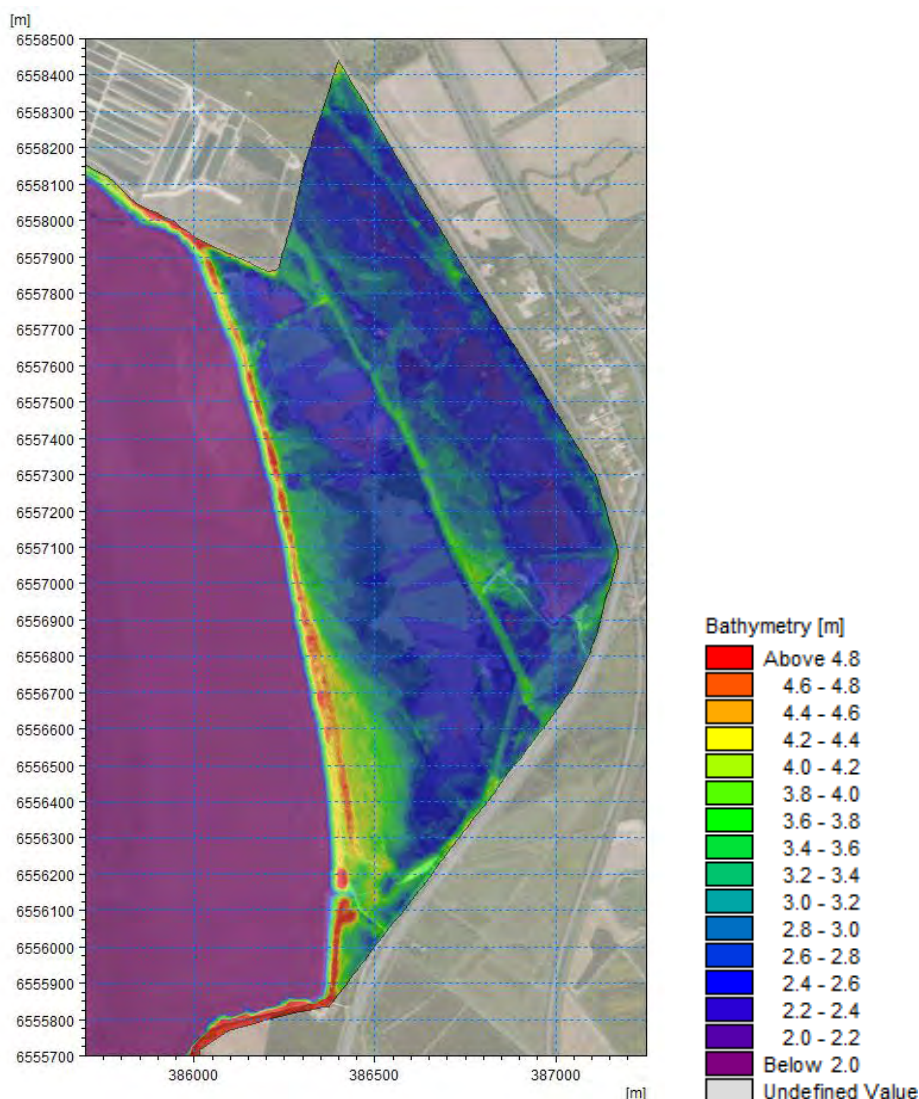 [m]
6558500
6558400
6558300
6558200
6558100
6558000
6557900
6557800
6557700
6557600
6557500
6557400
6557300
6557200
6557100
6557000
6556900
6556800
6556700
6556600
6556500
6556400
6556300
6556200
6556100
6556000
6555900
6555800
6555700
386000 386500 387000
[m]
Bathymetry [m]
Above 4.8
4.6 - 4.8
4.4 - 4.6
4.2 - 4.4
4.0 - 4.2
3.8 - 4.0
3.6 - 3.8
3.4 - 3.6
3.2 - 3.4
3.0 - 3.2
2.8 - 3.0
2.6 - 2.8
2.4 - 2.6
2.2 - 2.4
2.0 - 2.2
Below 2.0
Undefined Value